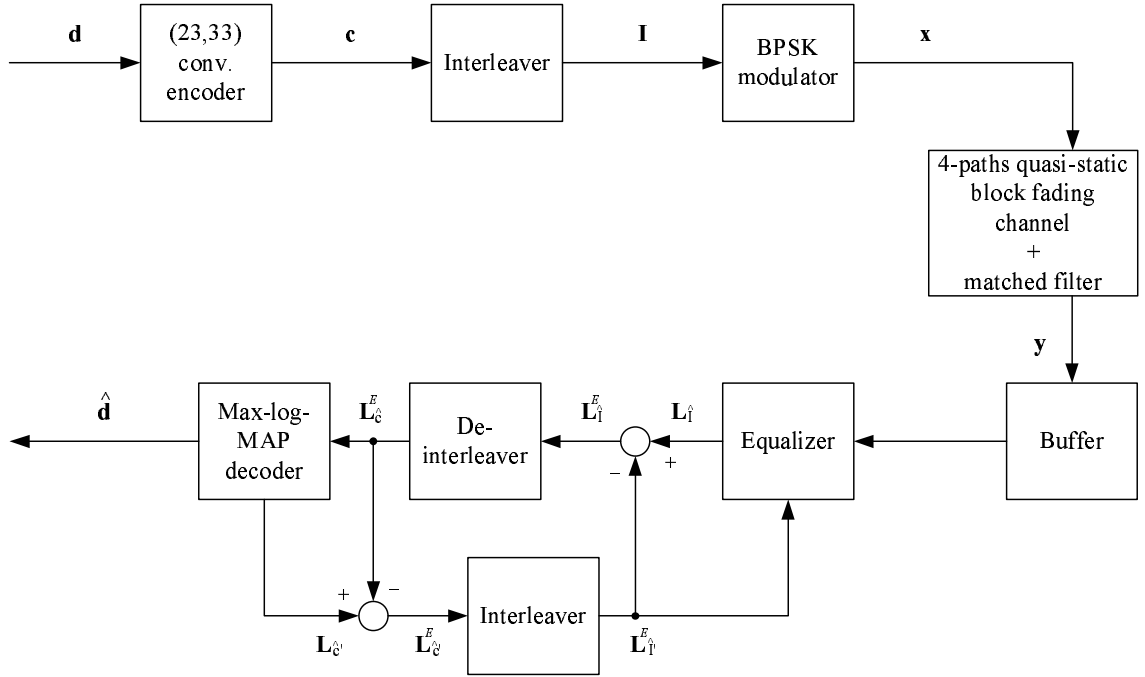 d
(23,33)
conv.
encoder
c
Interleaver
I
BPSK
modulator
x
4-paths quasi-static
block fading
channel
+
matched filter
y
d̂
Max-log-
MAP
decoder
L^E_ĉ
De-
interleaver
L^E_Î
L_Î
−
+
Equalizer
Buffer
+
−
L_ĉ'
L^E_ĉ'
Interleaver
L^E_Î'